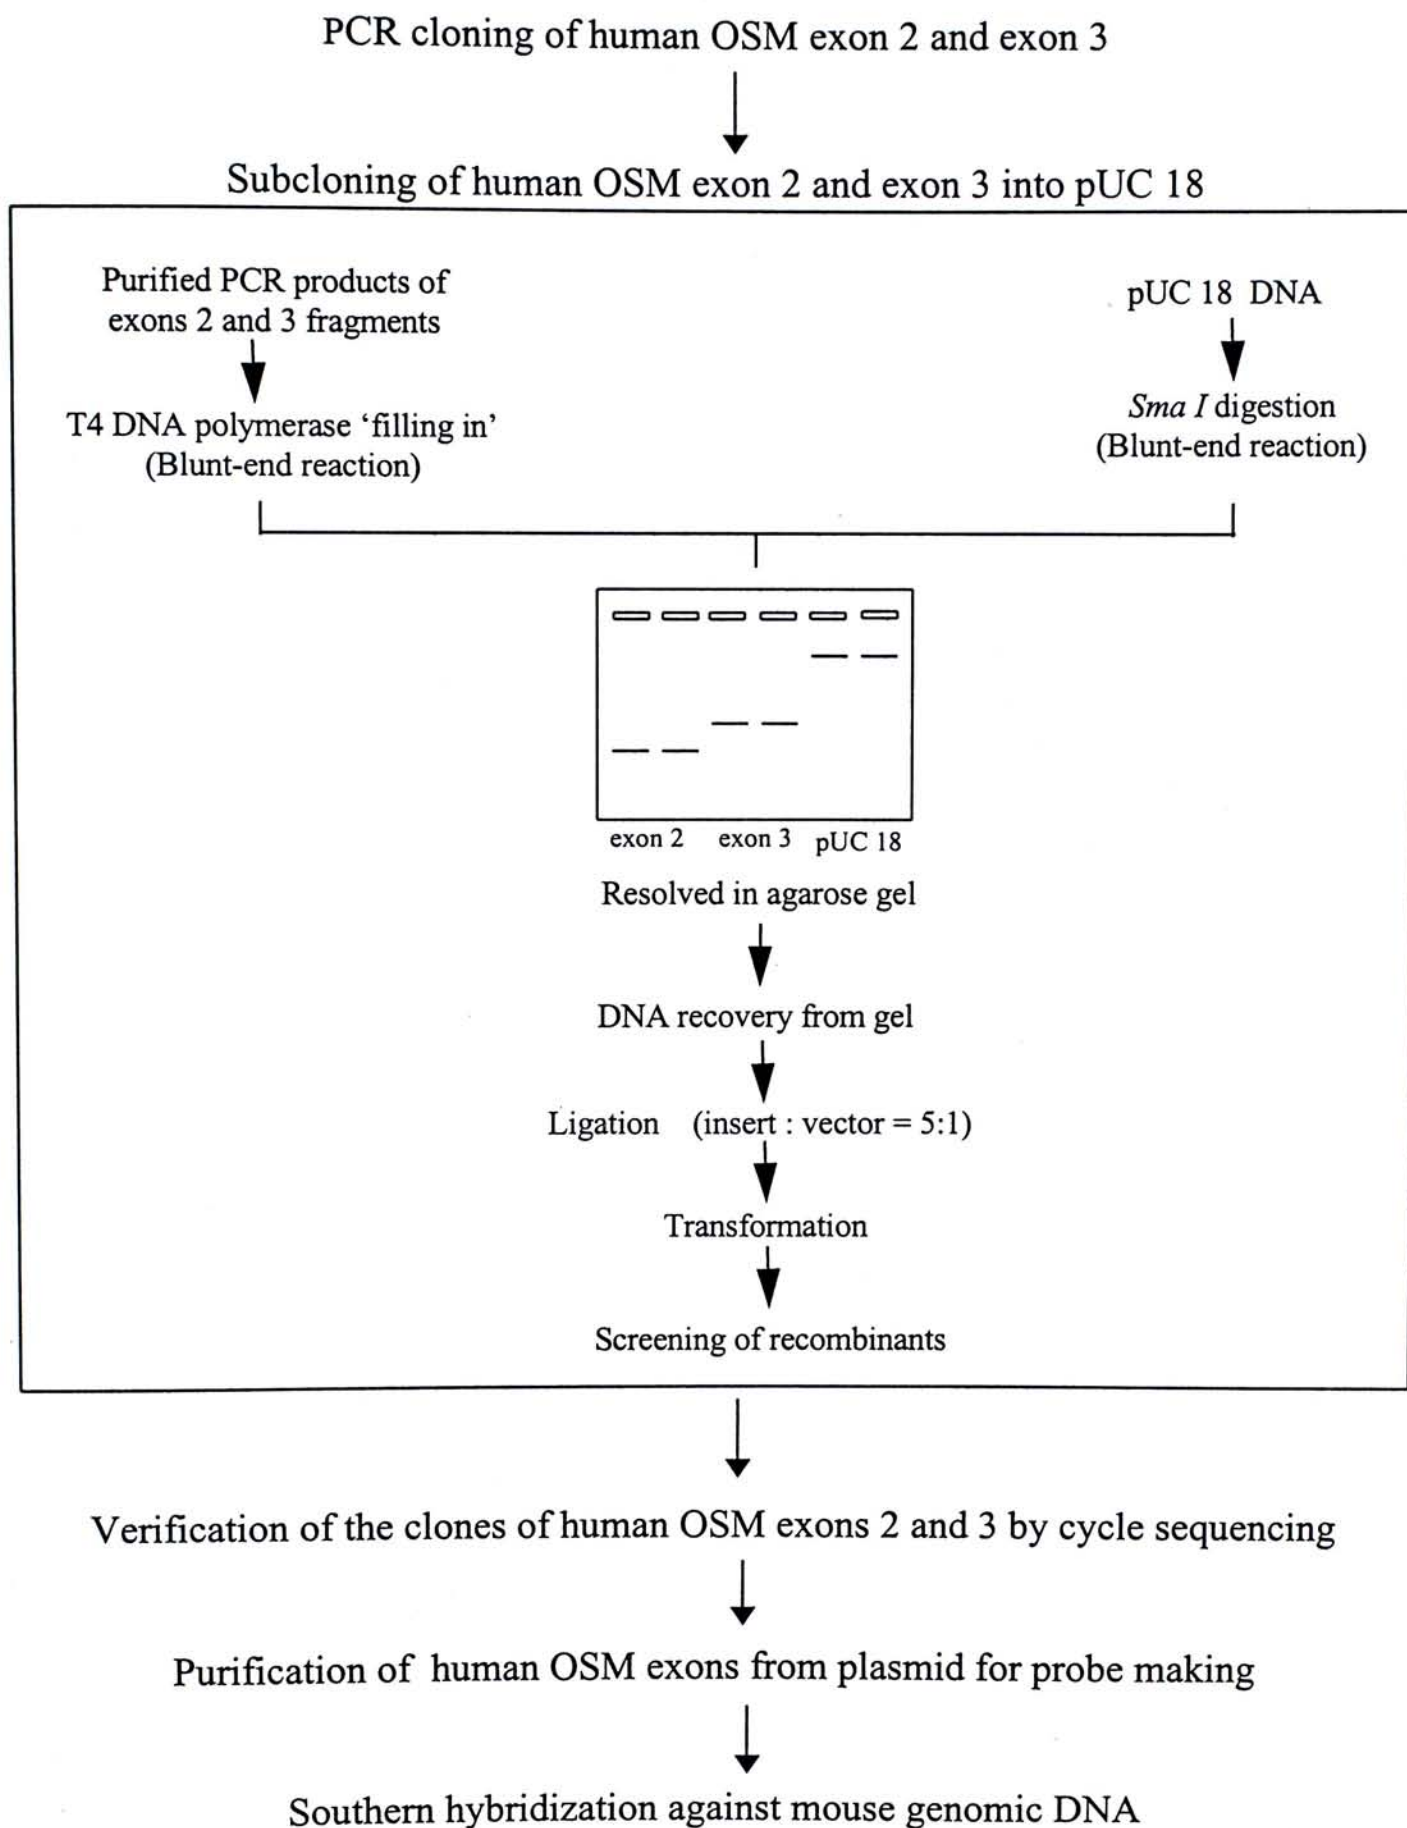 PCR cloning of human OSM exon 2 and exon 3
Subcloning of human OSM exon 2 and exon 3 into pUC 18
Purified PCR products of
exons 2 and 3 fragments
pUC 18 DNA
T4 DNA polymerase ‘filling in’
(Blunt-end reaction)
Sma I digestion
(Blunt-end reaction)
exon 2 exon 3 pUC 18
Resolved in agarose gel
DNA recovery from gel
Ligation (insert : vector = 5:1)
Transformation
Screening of recombinants
Verification of the clones of human OSM exons 2 and 3 by cycle sequencing
Purification of human OSM exons from plasmid for probe making
Southern hybridization against mouse genomic DNA